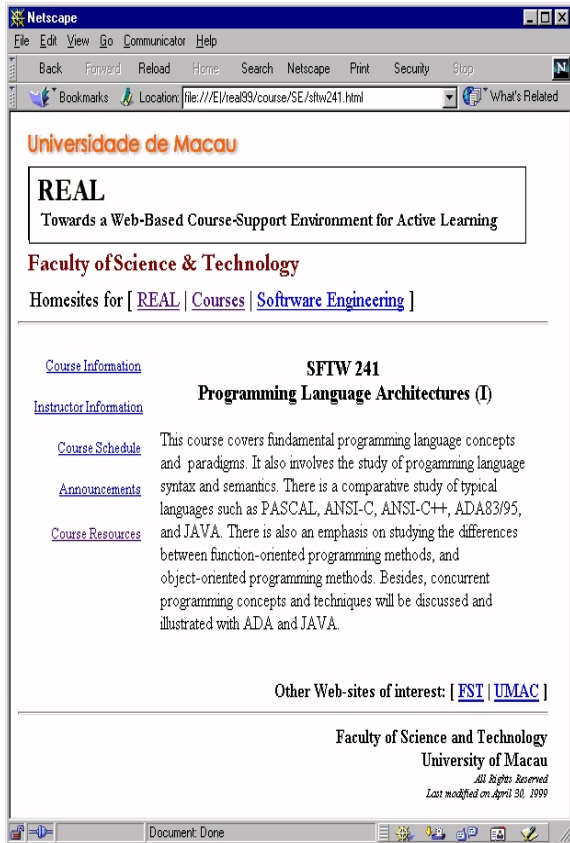 Netscape
File Edit View Go Communicator Help
Back Forward Reload Home Search Netscape Print Security Stop
N
Bookmarks Location: file:///E|/real99/course/SE/sftw241.html What's Related
Universidade de Macau
REAL
Towards a Web-Based Course-Support Environment for Active Learning
Faculty of Science & Technology
Homesites for [ REAL | Courses | Softrware Engineering ]
Course Information
Instructor Information
Course Schedule
Announcements
Course Resources
SFTW 241
Programming Language Architectures (I)
This course covers fundamental programming language concepts
and paradigms. It also involves the study of progamming language
syntax and semantics. There is a comparative study of typical
languages such as PASCAL, ANSI-C, ANSI-C++, ADA83/95,
and JAVA. There is also an emphasis on studying the differences
between function-oriented programming methods, and
object-oriented programming methods. Besides, concurrent
programming concepts and techniques will be discussed and
illustrated with ADA and JAVA.
Other Web-sites of interest: [ FST | UMAC ]
Faculty of Science and Technology
University of Macau
All Rights Reserved
Last modified on April 30, 1999
Document: Done